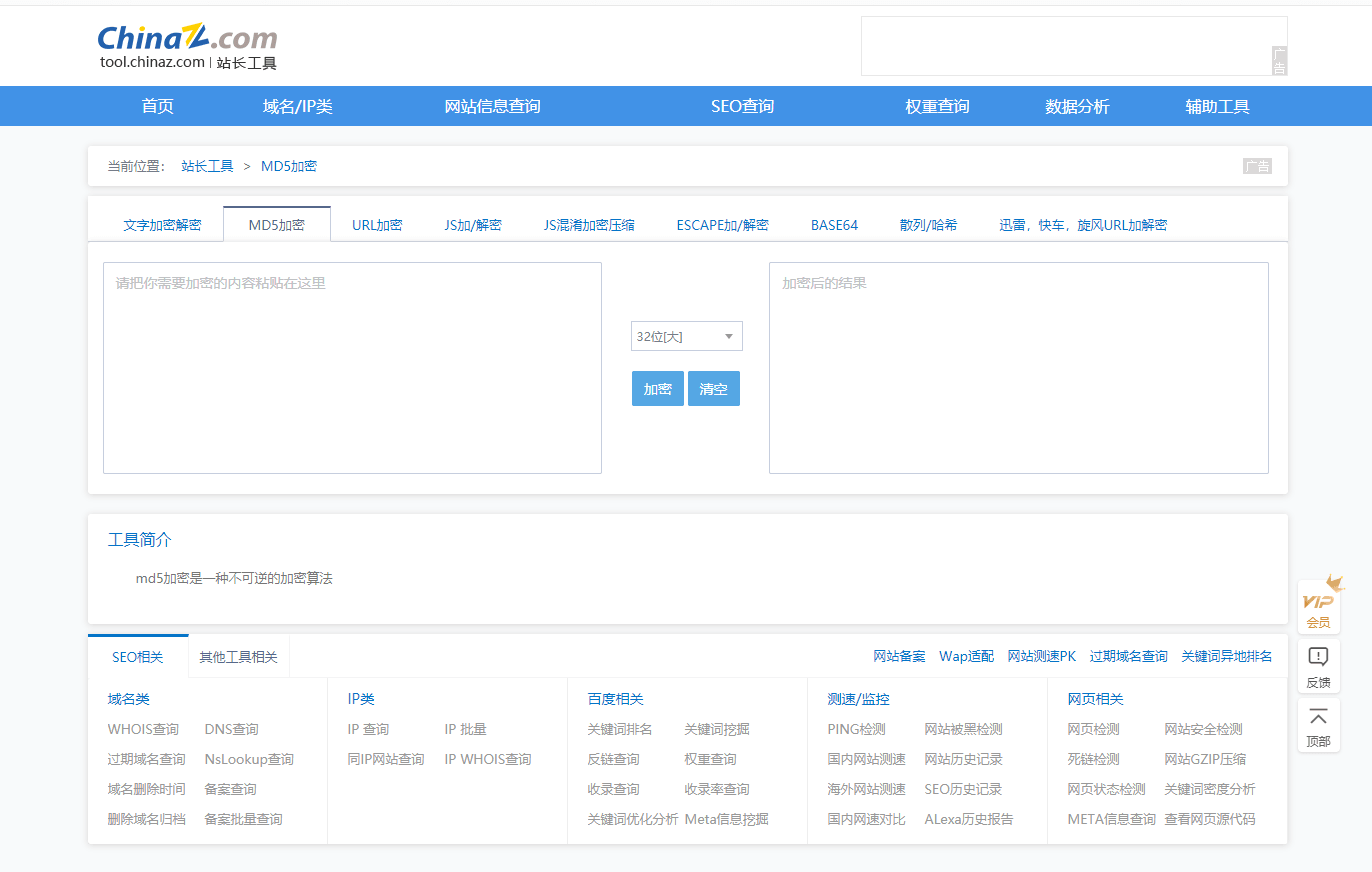 ChinaZ.com
tool.chinaz.com | 站长工具
广告
首页 域名/IP类 网站信息查询 SEO查询 权重查询 数据分析 辅助工具
当前位置： 站长工具 > MD5加密 广告
文字加密解密 MD5加密 URL加密 JS加/解密 JS混淆加密压缩 ESCAPE加/解密 BASE64 散列/哈希 迅雷，快车，旋风URL加解密
请把你需要加密的内容粘贴在这里 加密后的结果
32位[大]
加密 清空
工具简介
md5加密是一种不可逆的加密算法
VIP
会员
反馈
顶部
SEO相关 其他工具相关 网站备案 Wap适配 网站测速PK 过期域名查询 关键词异地排名
域名类 IP类 百度相关 测速/监控 网页相关
WHOIS查询 DNS查询 IP 查询 IP 批量 关键词排名 关键词挖掘 PING检测 网站被黑检测 网页检测 网站安全检测
过期域名查询 NsLookup查询 同IP网站查询 IP WHOIS查询 反链查询 权重查询 国内网站测速 网站历史记录 死链检测 网站GZIP压缩
域名删除时间 备案查询 收录查询 收录率查询 海外网站测速 SEO历史记录 网页状态检测 关键词密度分析
删除域名归档 备案批量查询 关键词优化分析 Meta信息挖掘 国内网速对比 ALexa历史报告 META信息查询 查看网页源代码